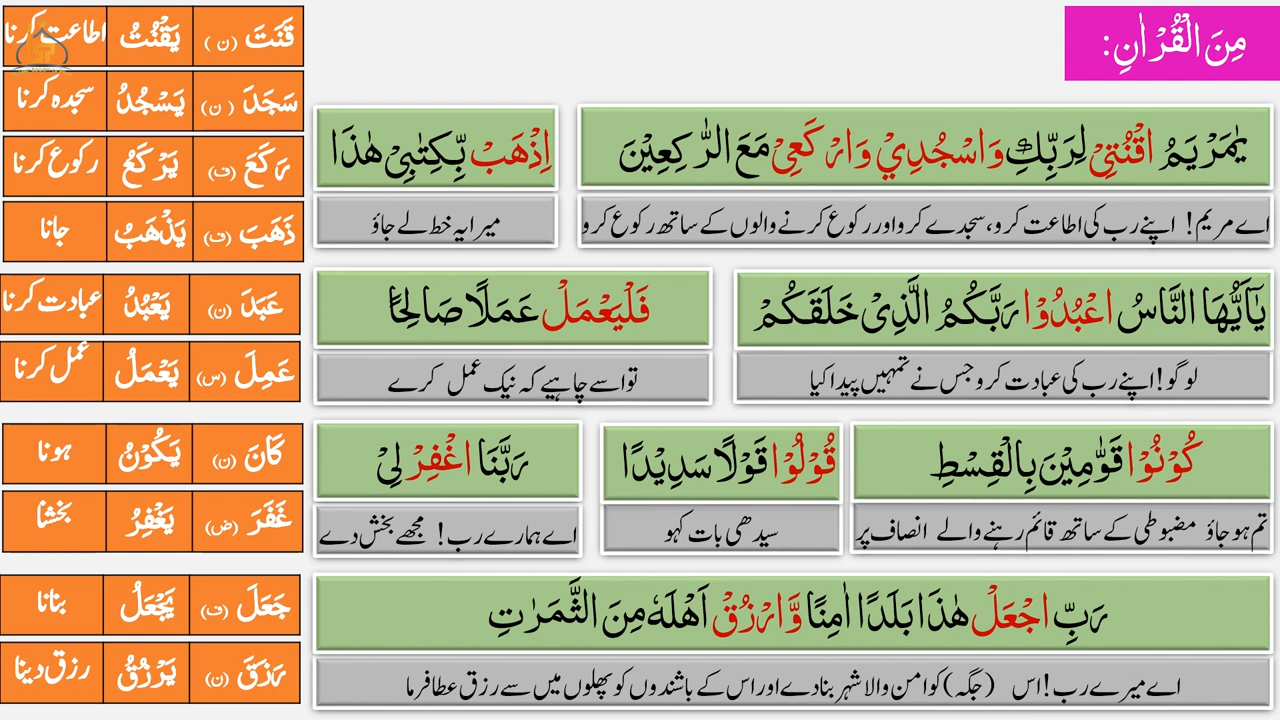 مِنَ الْقُرْاٰنِ:
يٰمَرْيَمُ اقْنُتِيْ لِرَبِّكِ وَاسْجُدِيْ وَارْكَعِيْ مَعَ الرّٰكِعِيْنَ
اے مریم! اپنے رب کی اطاعت کرو، سجدے کرو اور رکوع کرنے والوں کے ساتھ رکوع کرو
اِذْهَبْ بِّكِتٰبِيْ هٰذَا
میرا یہ خط لے جاؤ
يٰٓاَيُّهَا النَّاسُ اعْبُدُوْا رَبَّكُمُ الَّذِيْ خَلَقَكُمْ
لوگو! اپنے رب کی عبادت کرو جس نے تمہیں پیدا کیا
فَلْيَعْمَلْ عَمَلًا صَالِحًا
تو اسے چاہیے کہ نیک عمل کرے
كُوْنُوْا قَوّٰمِيْنَ بِالْقِسْطِ
تم ہو جاؤ مضبوطی کے ساتھ قائم رہنے والے انصاف پر
قُوْلُوْا قَوْلًا سَدِيْدًا
سیدھی بات کہو
رَبَّنَا اغْفِرْ لِيْ
اے ہمارے رب! مجھے بخش دے
رَبِّ اجْعَلْ هٰذَا بَلَدًا اٰمِنًا وَّارْزُقْ اَهْلَهٗ مِنَ الثَّمَرٰتِ
اے میرے رب! اس (جگہ) کو امن والا شہر بنا دے اور اس کے باشندوں کو پھلوں میں سے رزق عطا فرما
قَنَتَ (ن) يَقْنُتُ اطاعت کرنا
سَجَدَ (ن) يَسْجُدُ سجدہ کرنا
رَكَعَ (ف) يَرْكَعُ رکوع کرنا
ذَهَبَ (ف) يَذْهَبُ جانا
عَبَدَ (ن) يَعْبُدُ عبادت کرنا
عَمِلَ (س) يَعْمَلُ عمل کرنا
كَانَ (ن) يَكُوْنُ ہونا
غَفَرَ (ض) يَغْفِرُ بخشنا
جَعَلَ (ف) يَجْعَلُ بنانا
رَزَقَ (ن) يَرْزُقُ رزق دینا